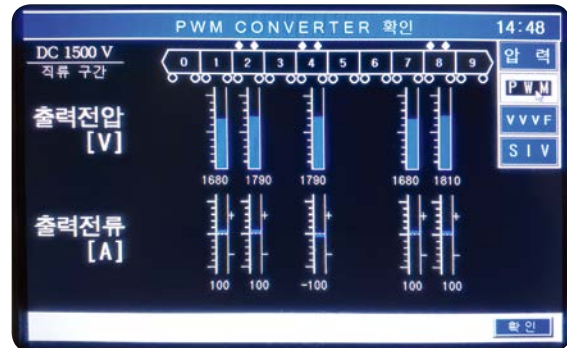 PWM CONVERTER 확인 14:48
DC 1500 V
직류 구간
0 1 2 3 4 5 6 7 8 9
압 력
PWM
VVVF
SIV
출력전압
[V]
1680 1790 1790 1680 1810
출력전류
[A]
+ + + + +
- - - - -
100 100 -100 100 100
확인